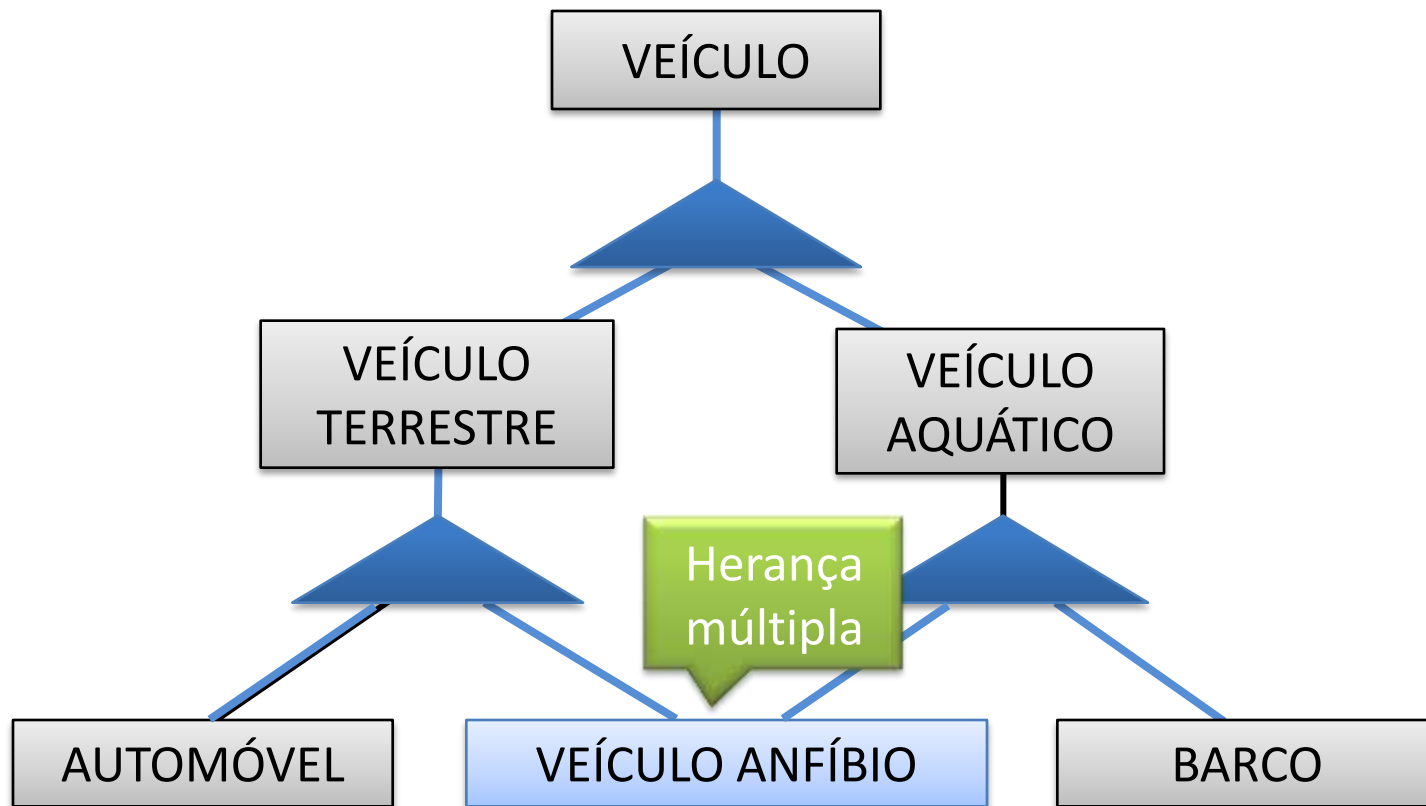 VEÍCULO
VEÍCULO
TERRESTRE
VEÍCULO
AQUÁTICO
Herança
múltipla
AUTOMÓVEL
VEÍCULO ANFÍBIO
BARCO